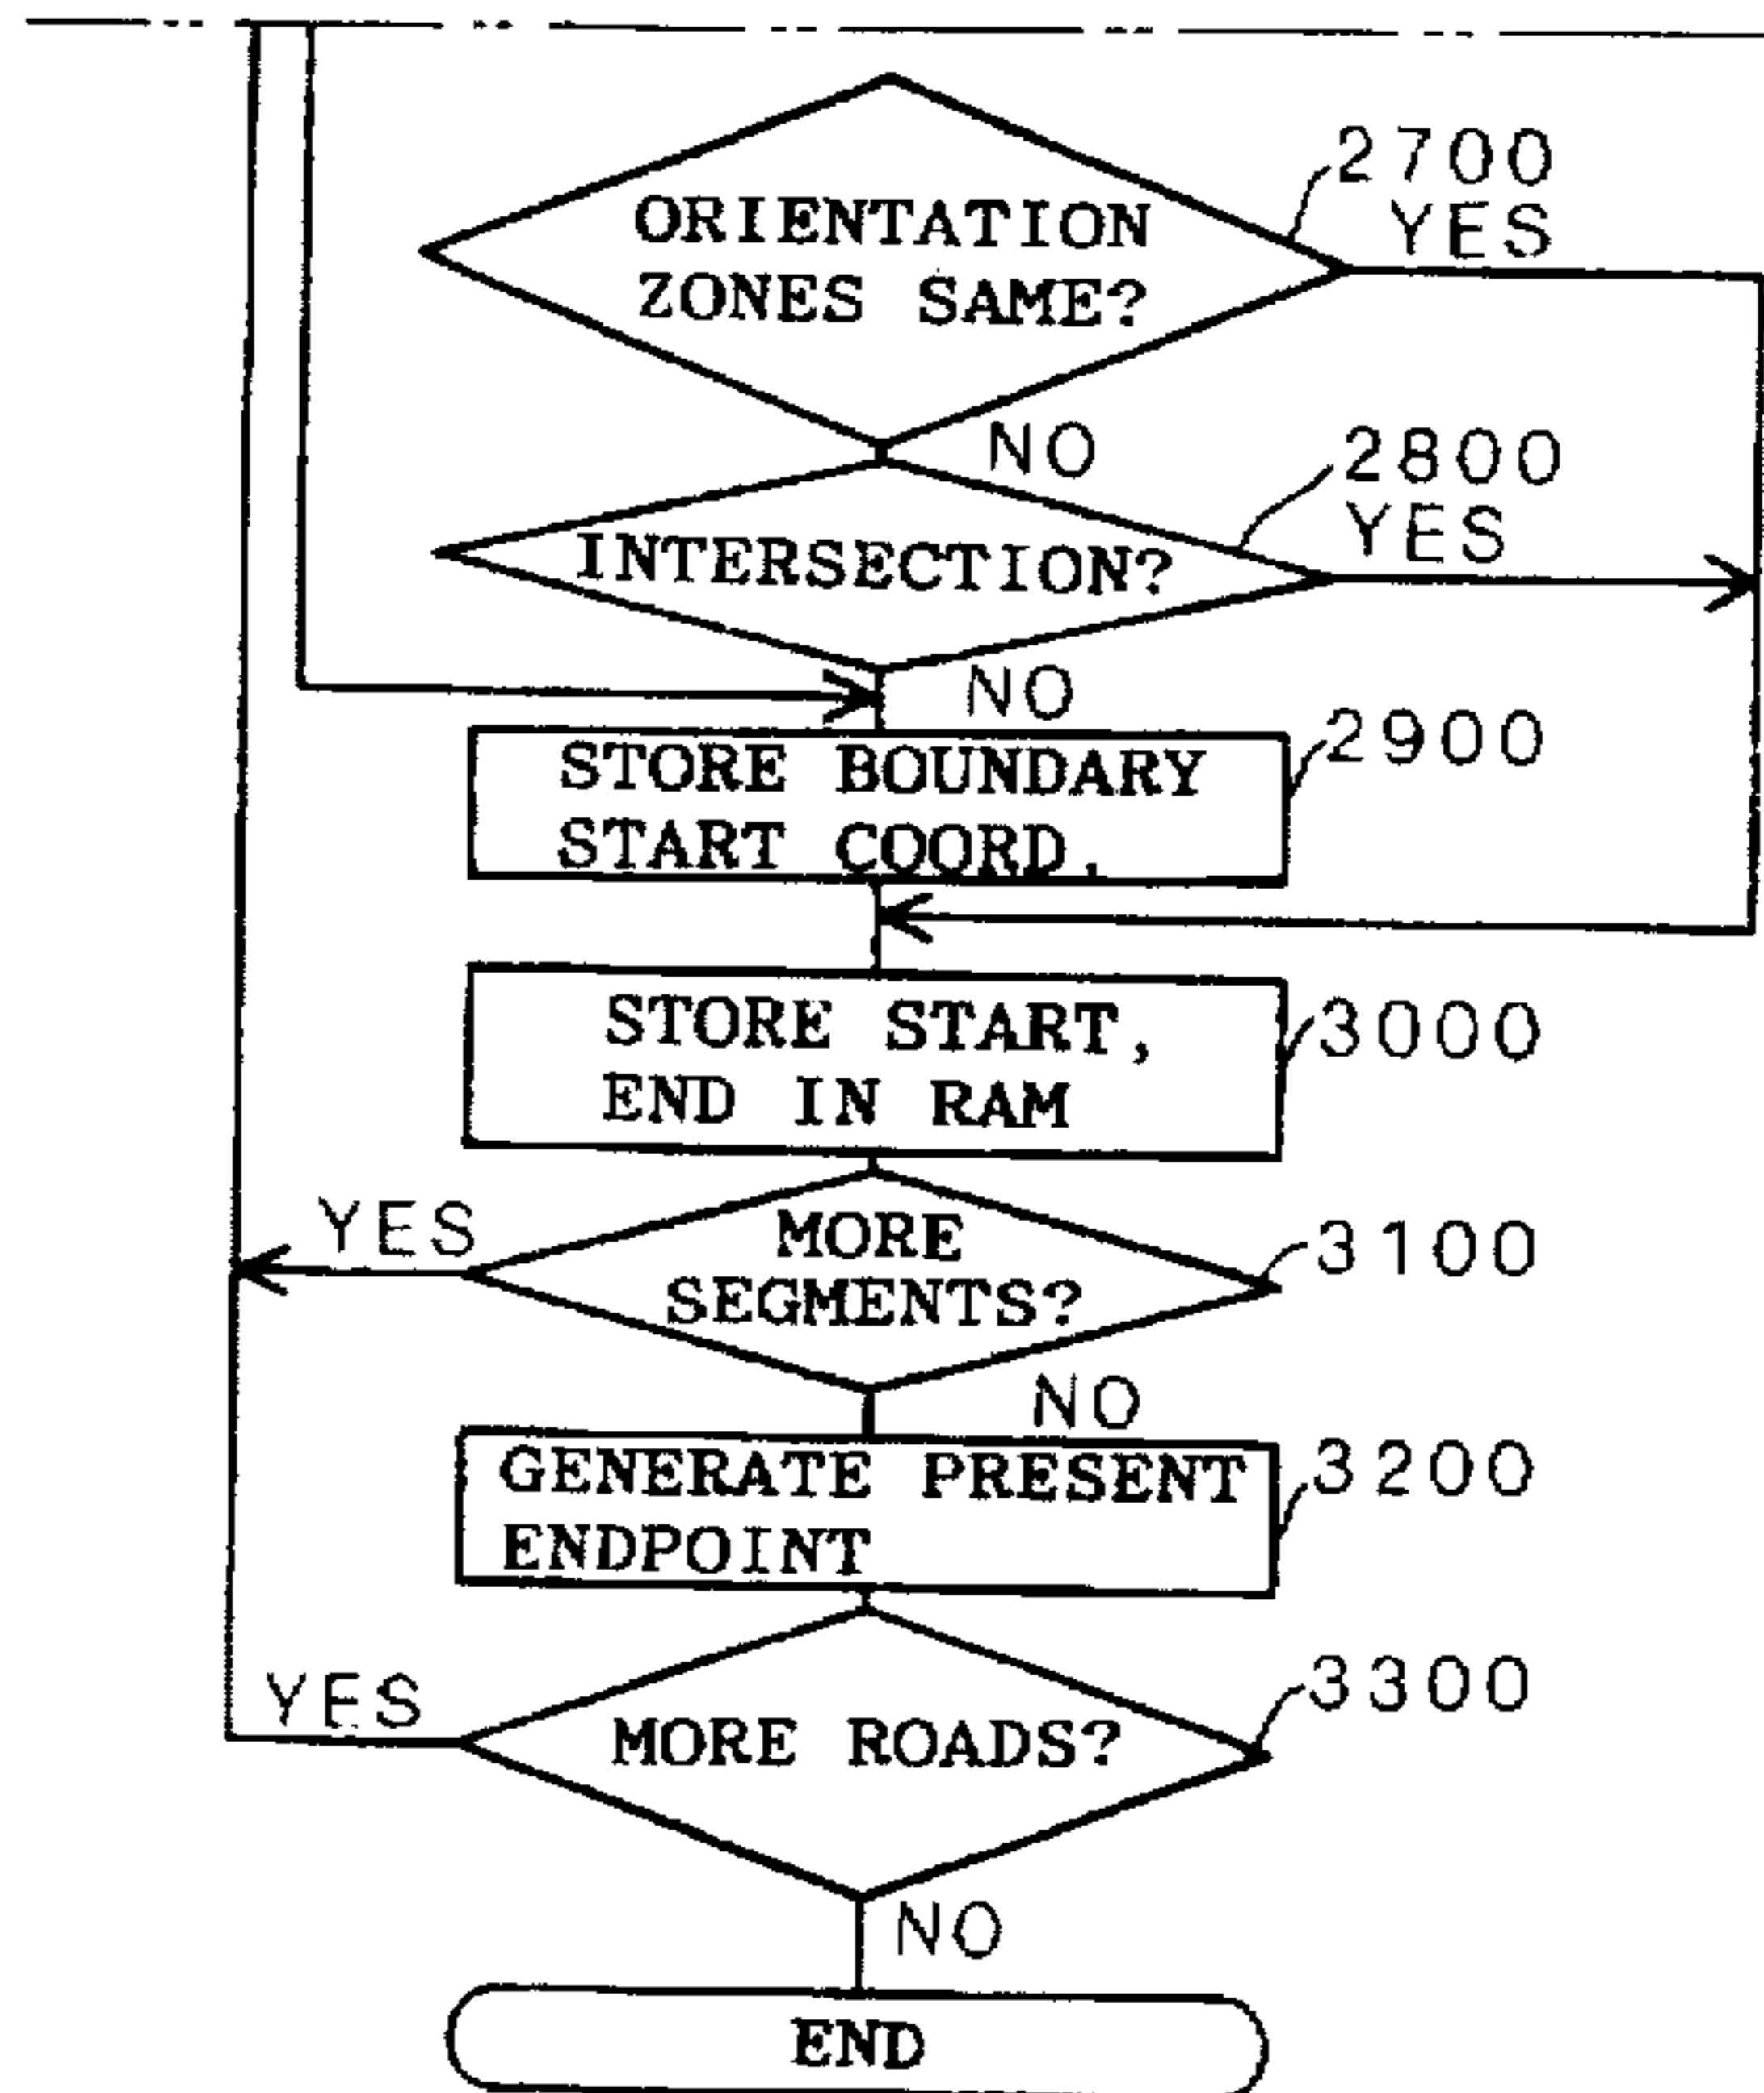 2700
YES
ORIENTATION
ZONES SAME?
NO
2800
YES
INTERSECTION?
NO
2900
STORE BOUNDARY
START COORD.
STORE START,
END IN RAM
3000
YES
MORE
SEGMENTS?
3100
NO
GENERATE PRESENT
ENDPOINT
3200
YES
MORE ROADS?
3300
NO
END